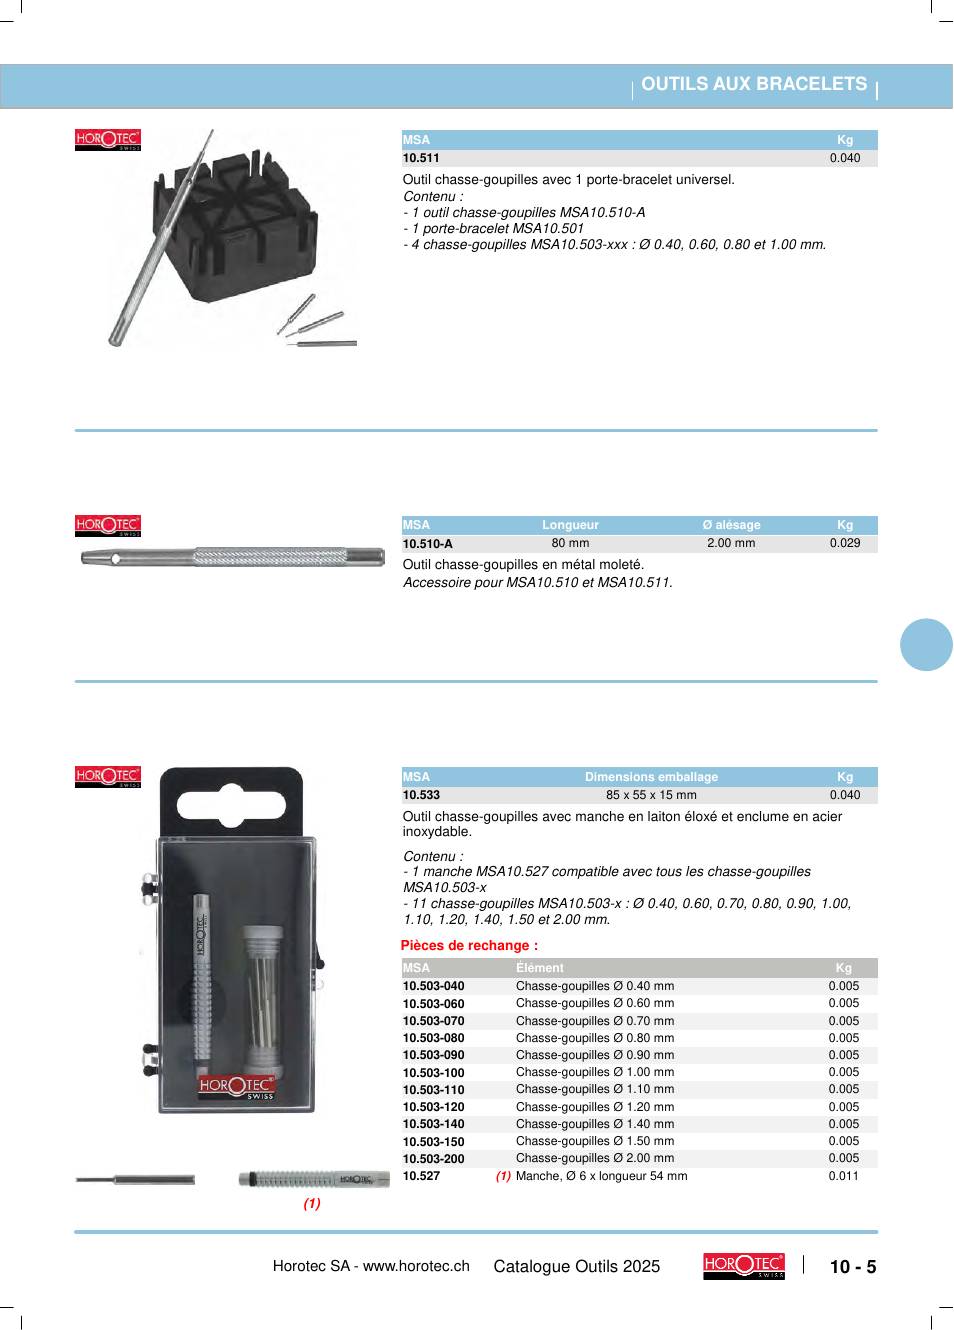 OUTILS AUX BRACELETS
HOROTEC®
SWISS
MSA Kg
10.511 0.040
Outil chasse-goupilles avec 1 porte-bracelet universel.
Contenu :
- 1 outil chasse-goupilles MSA10.510-A
- 1 porte-bracelet MSA10.501
- 4 chasse-goupilles MSA10.503-xxx : Ø 0.40, 0.60, 0.80 et 1.00 mm.
HOROTEC®
SWISS
MSA Longueur Ø alésage Kg
10.510-A 80 mm 2.00 mm 0.029
Outil chasse-goupilles en métal moleté.
Accessoire pour MSA10.510 et MSA10.511.
HOROTEC®
SWISS
MSA Dimensions emballage Kg
10.533 85 x 55 x 15 mm 0.040
Outil chasse-goupilles avec manche en laiton éloxé et enclume en acier
inoxydable.
Contenu :
- 1 manche MSA10.527 compatible avec tous les chasse-goupilles
MSA10.503-x
- 11 chasse-goupilles MSA10.503-x : Ø 0.40, 0.60, 0.70, 0.80, 0.90, 1.00,
1.10, 1.20, 1.40, 1.50 et 2.00 mm.
HOROTEC
SWISS
HOROTEC®
SWISS
Pièces de rechange :
MSA Élément Kg
10.503-040 Chasse-goupilles Ø 0.40 mm 0.005
10.503-060 Chasse-goupilles Ø 0.60 mm 0.005
10.503-070 Chasse-goupilles Ø 0.70 mm 0.005
10.503-080 Chasse-goupilles Ø 0.80 mm 0.005
10.503-090 Chasse-goupilles Ø 0.90 mm 0.005
10.503-100 Chasse-goupilles Ø 1.00 mm 0.005
10.503-110 Chasse-goupilles Ø 1.10 mm 0.005
10.503-120 Chasse-goupilles Ø 1.20 mm 0.005
10.503-140 Chasse-goupilles Ø 1.40 mm 0.005
10.503-150 Chasse-goupilles Ø 1.50 mm 0.005
10.503-200 Chasse-goupilles Ø 2.00 mm 0.005
10.527 (1) Manche, Ø 6 x longueur 54 mm 0.011
HOROTEC
(1)
Horotec SA - www.horotec.ch Catalogue Outils 2025 HOROTEC® SWISS 10 - 5